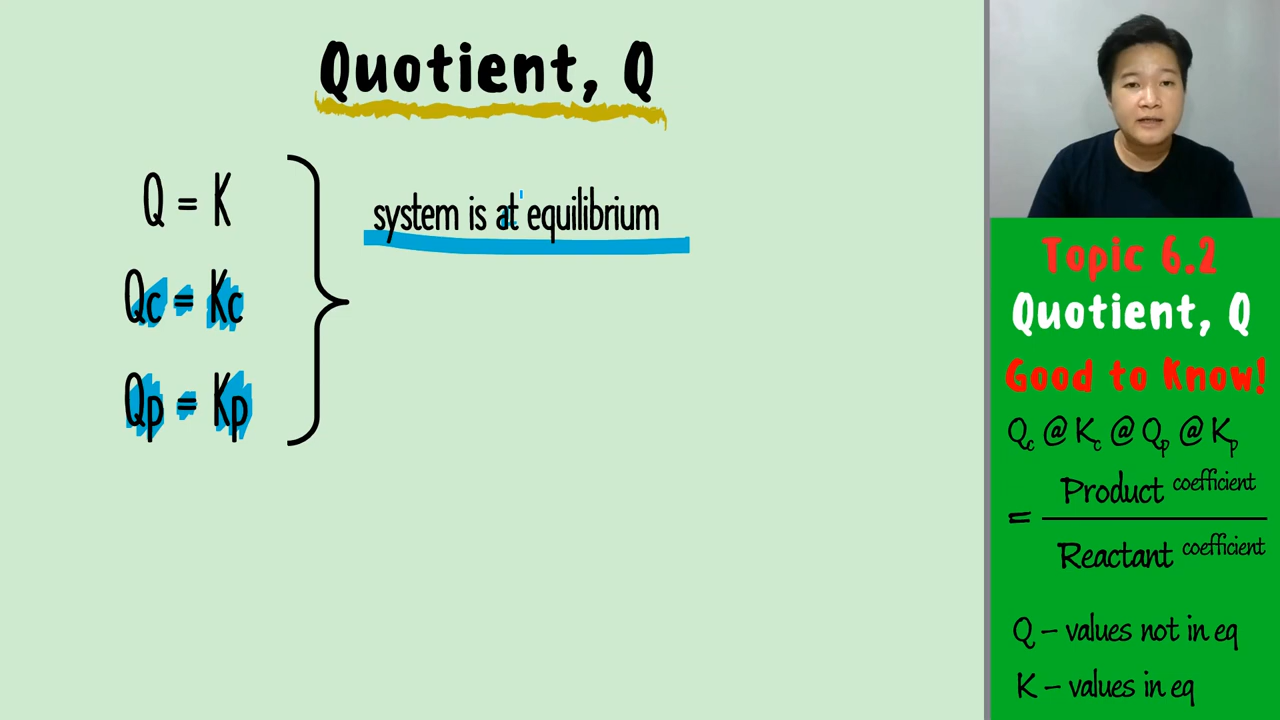 Quotient, Q
Q = K
Qc = Kc
Qp = Kp
system is at equilibrium
Topic 6.2
Quotient, Q
Good to Know!
Qc @ Kc @ Qp @ Kp
= Product coefficient
Reactant coefficient
Q – values not in eq
K – values in eq